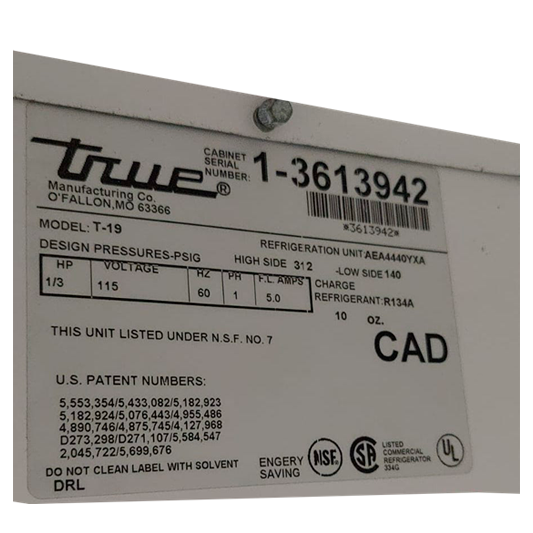 true®
Manufacturing Co.
O'FALLON,MO 63366
CABINET
SERIAL
NUMBER: 1-3613942
*3613942*
MODEL: T-19
REFRIGERATION UNIT:AEA4440YXA
DESIGN PRESSURES-PSIG HIGH SIDE 312 -LOW SIDE 140
HP VOLTAGE HZ PH F.L. AMPS
1/3 115 60 1 5.0
CHARGE
REFRIGERANT:R134A
10 OZ.
THIS UNIT LISTED UNDER N.S.F. NO. 7
CAD
U.S. PATENT NUMBERS:
5,553,354/5,433,082/5,182,923
5,182,924/5,076,443/4,955,486
4,890,746/4,875,745/4,127,968
D273,298/D271,107/5,584,547
2,045,722/5,699,676
DO NOT CLEAN LABEL WITH SOLVENT
DRL
ENGERY
SAVING
NSF®
SA
LISTED
COMMERCIAL
REFRIGERATOR
334G
UL